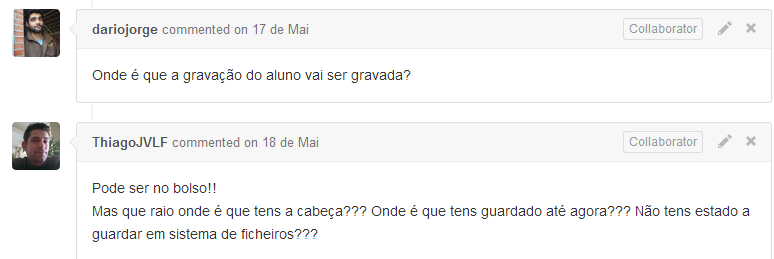 dariojorge commented on 17 de Mai Collaborator
Onde é que a gravação do aluno vai ser gravada?
ThiagoJVLF commented on 18 de Mai Collaborator
Pode ser no bolso!!
Mas que raio onde é que tens a cabeça??? Onde é que tens guardado até agora??? Não tens estado a
guardar em sistema de ficheiros???